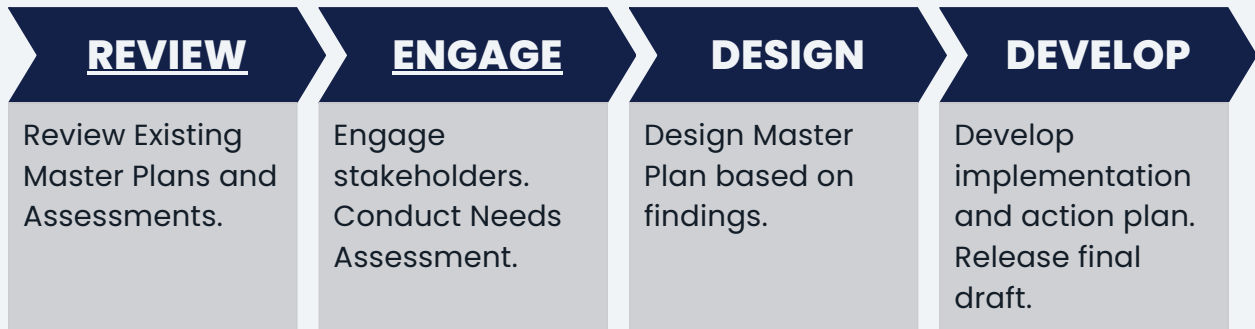 REVIEW
Review Existing
Master Plans and
Assessments.
ENGAGE
Engage
stakeholders.
Conduct Needs
Assessment.
DESIGN
Design Master
Plan based on
findings.
DEVELOP
Develop
implementation
and action plan.
Release final
draft.